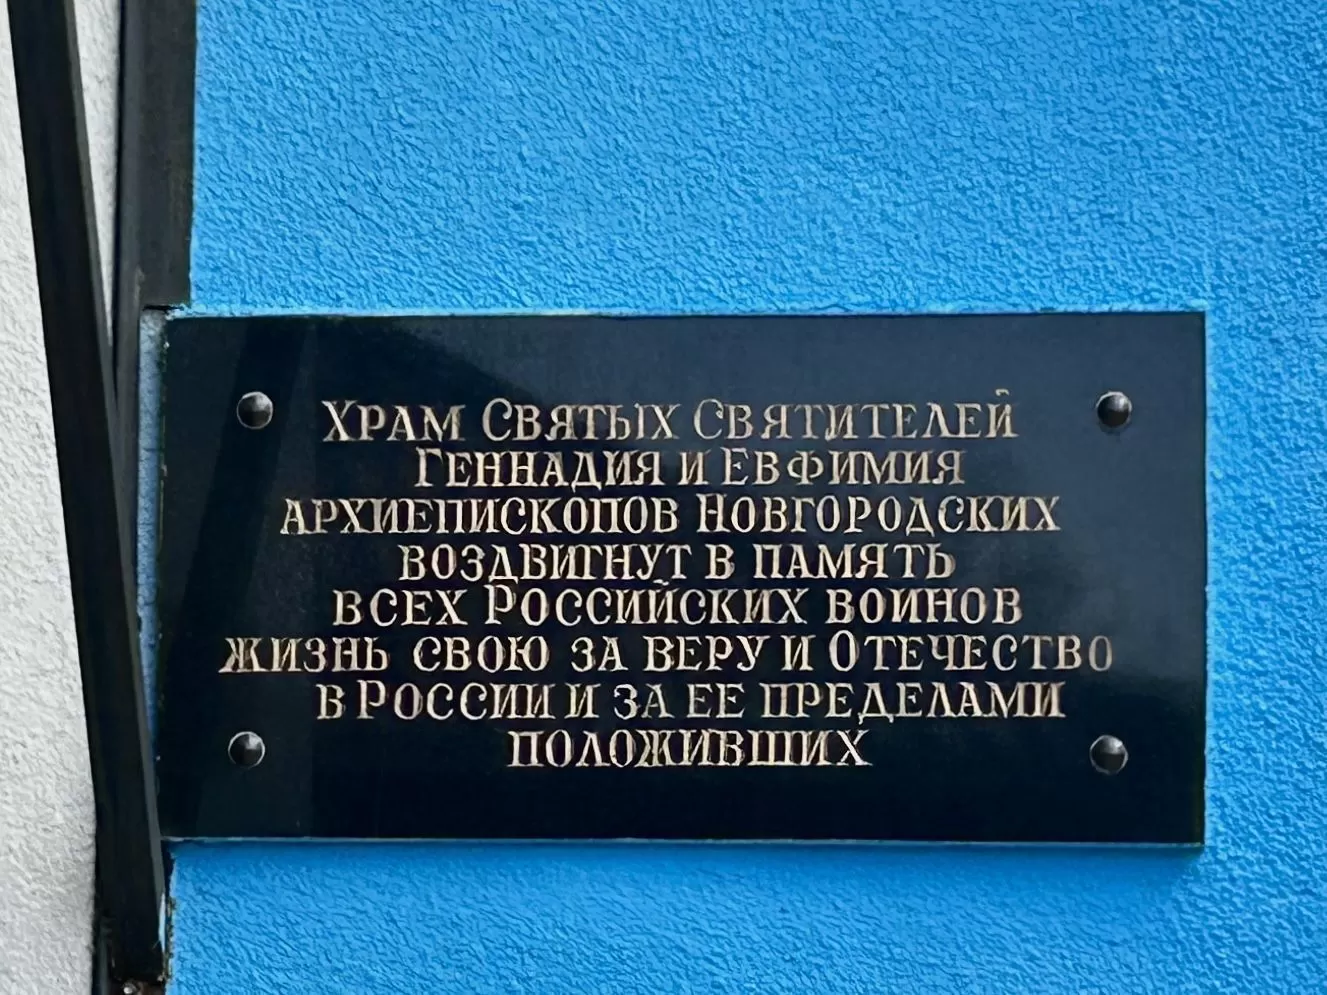 Храм Святых Святителей
Геннадия и Евфимия
архиепископов Новгородских
воздвигнут в память
всех Российских воинов
жизнь свою за веру и Отечество
в России и за ее пределами
положивших